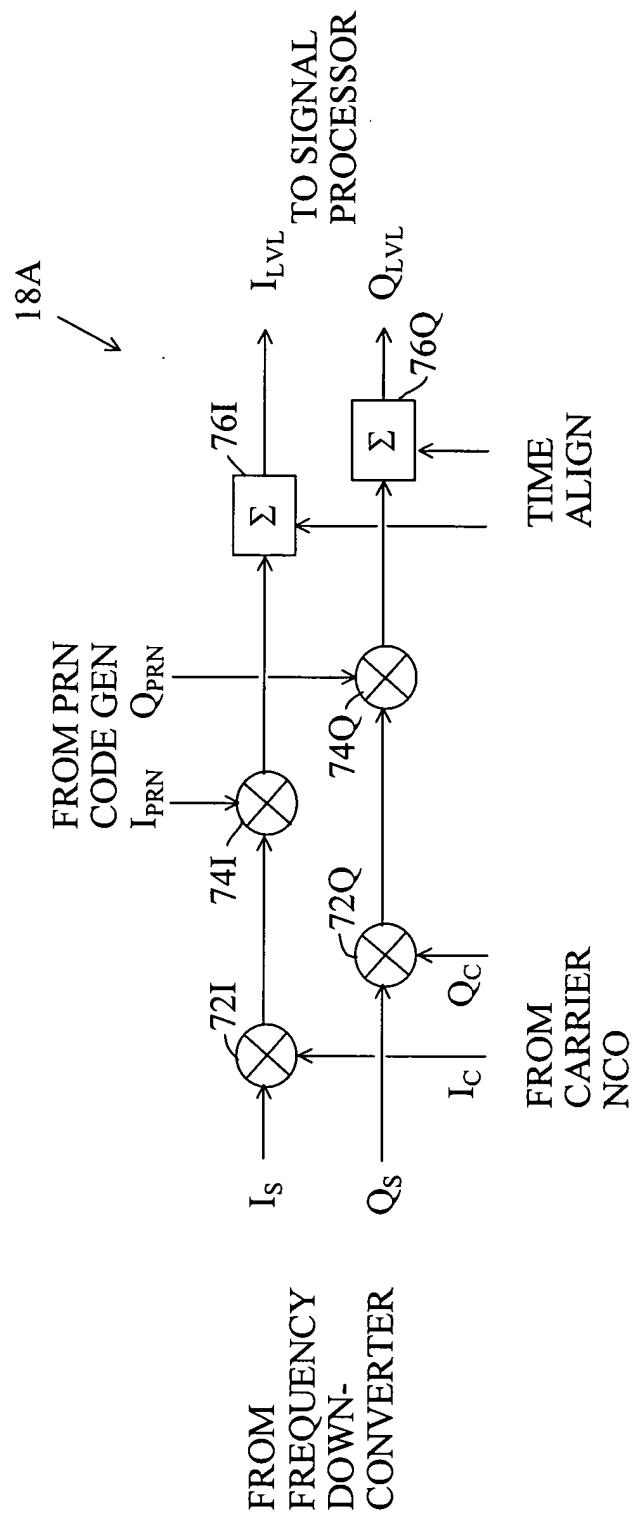 18A
FROM PRN
CODE GEN
I_PRN Q_PRN
TO SIGNAL
PROCESSOR
72I
74I
76I
I_S
I_LVL
Σ
72Q
74Q
76Q
Q_S
Q_LVL
Σ
I_C Q_C
FROM
FREQUENCY
DOWN-
CONVERTER
FROM
CARRIER
NCO
TIME
ALIGN